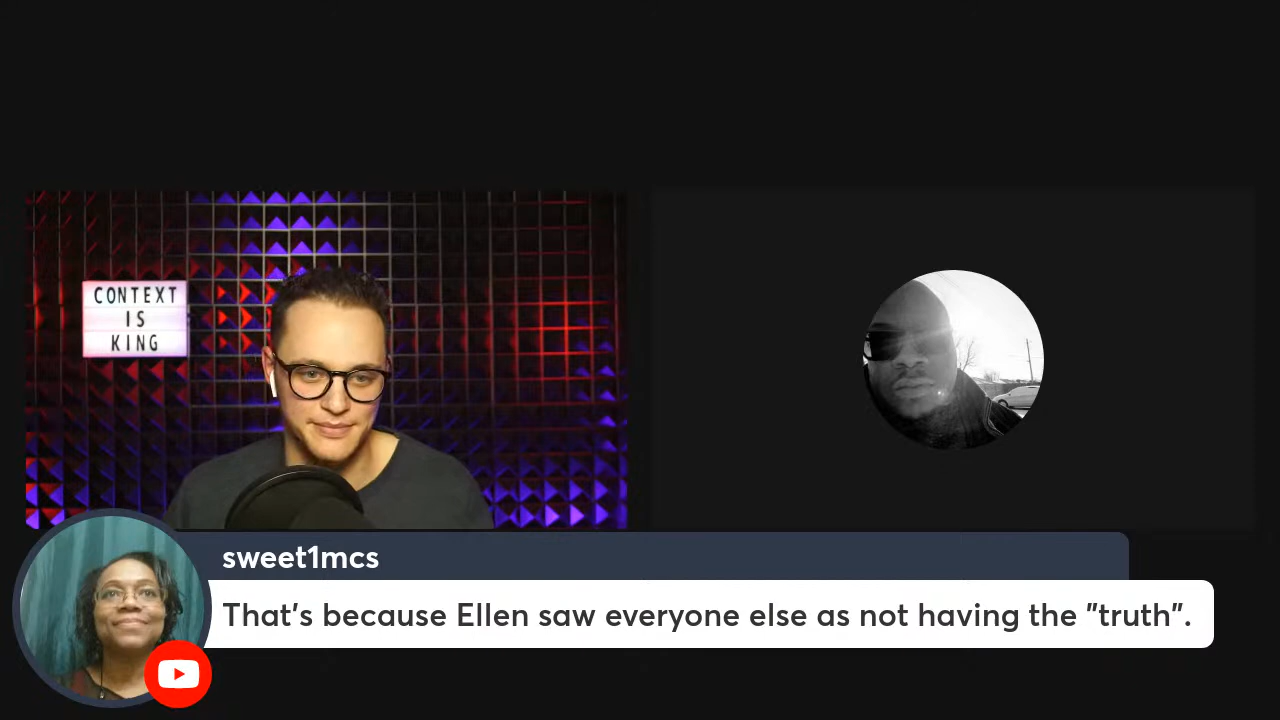 CONTEXT
IS
KING
sweet1mcs
That's because Ellen saw everyone else as not having the "truth".